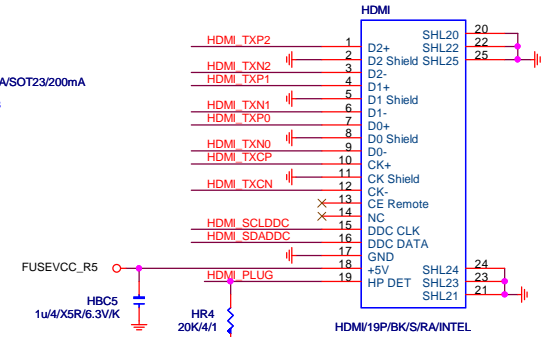 HDMI
HDMI_TXP2 1 D2+ SHL20 20
2 D2 Shield SHL22 22
HDMI_TXN2 3 D2- SHL25 25
HDMI_TXP1 4 D1+
A/SOT23/200mA
5 D1 Shield
HDMI_TXN1 6 D1-
HDMI_TXP0 7 D0+
8 D0 Shield
HDMI_TXN0 9 D0-
HDMI_TXCP 10 CK+
11 CK Shield
HDMI_TXCN 12 CK-
13 CE Remote
14 NC
HDMI_SCLDDC 15 DDC CLK
HDMI_SDADDC 16 DDC DATA
17 GND
FUSEVCC_R5 18 +5V SHL24 24
HDMI_PLUG 19 HP DET SHL23 23
SHL21 21
HBC5
1u/4/X5R/6.3V/K
HR4
20K/4/1
HDMI/19P/BK/S/RA/INTEL